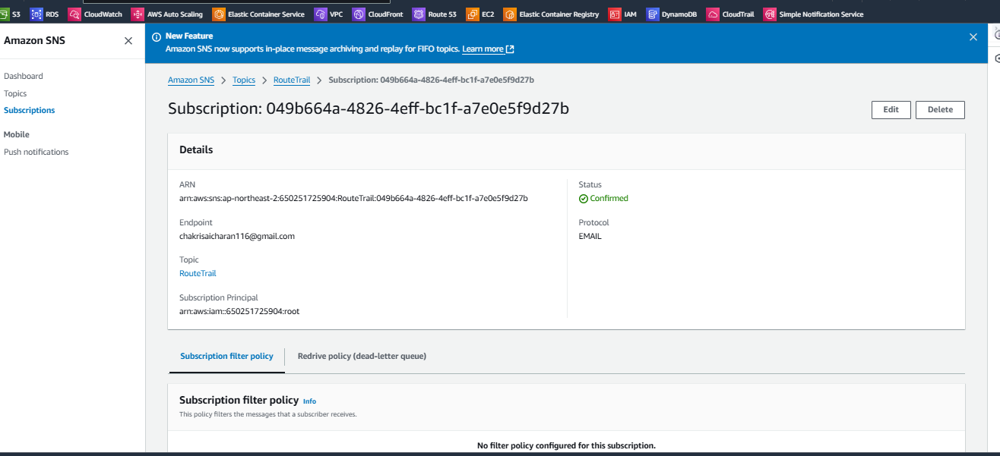 S3 RDS CloudWatch AWS Auto Scaling Elastic Container Service VPC CloudFront Route 53 EC2 Elastic Container Registry IAM DynamoDB CloudTrail Simple Notification Service
Amazon SNS
New Feature
Amazon SNS now supports in-place message archiving and replay for FIFO topics. Learn more
Dashboard
Topics
Subscriptions
Mobile
Push notifications
Amazon SNS > Topics > RouteTrail > Subscription: 049b664a-4826-4eff-bc1f-a7e0e5f9d27b
Subscription: 049b664a-4826-4eff-bc1f-a7e0e5f9d27b
Edit Delete
Details
ARN
arn:aws:sns:ap-northeast-2:650251725904:RouteTrail:049b664a-4826-4eff-bc1f-a7e0e5f9d27b
Endpoint
chakrisaicharan116@gmail.com
Topic
RouteTrail
Subscription Principal
arn:aws:iam::650251725904:root
Status
Confirmed
Protocol
EMAIL
Subscription filter policy Redrive policy (dead-letter queue)
Subscription filter policy Info
This policy filters the messages that a subscriber receives.
No filter policy configured for this subscription.